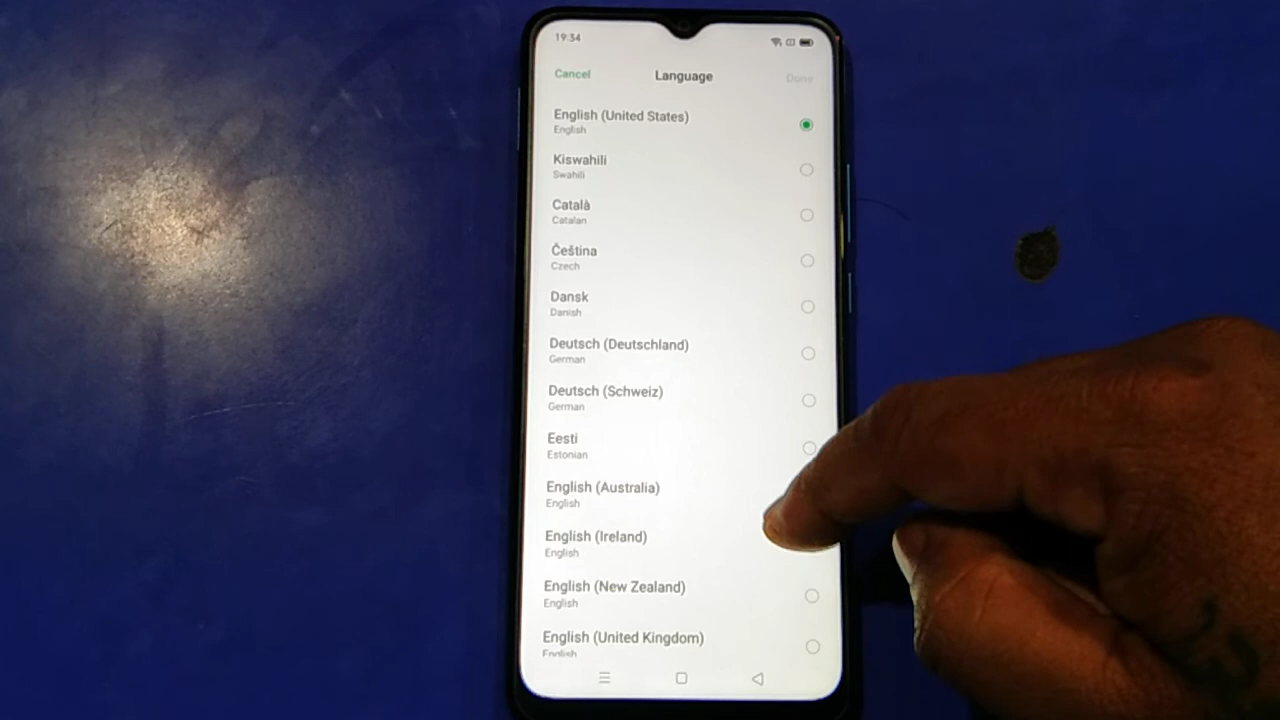 19:34
Cancel Language Done
English (United States)
English
Kiswahili
Swahili
Català
Catalan
Čeština
Czech
Dansk
Danish
Deutsch (Deutschland)
German
Deutsch (Schweiz)
German
Eesti
Estonian
English (Australia)
English
English (Ireland)
English
English (New Zealand)
English
English (United Kingdom)
English